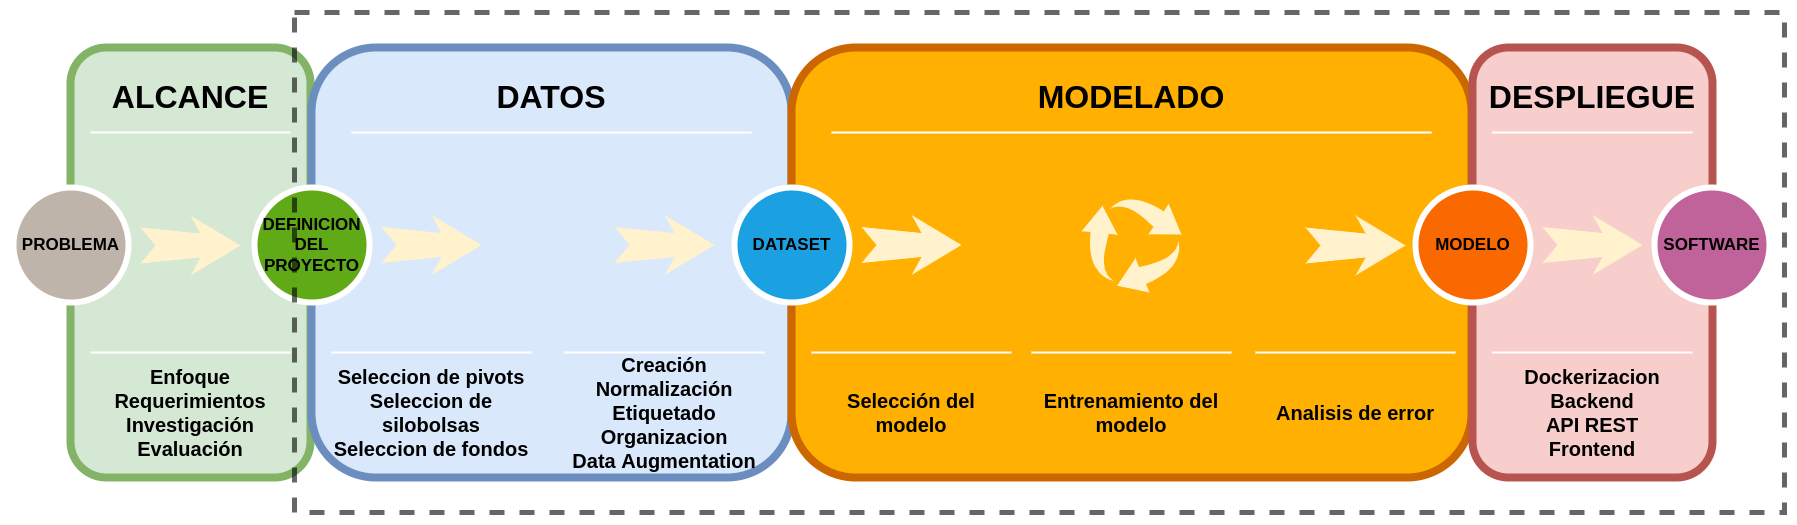 ALCANCE
DATOS
MODELADO
DESPLIEGUE
PROBLEMA
DEFINICION
DEL
PROYECTO
DATASET
MODELO
SOFTWARE
Enfoque
Requerimientos
Investigación
Evaluación
Seleccion de pivots
Seleccion de
silobolsas
Seleccion de fondos
Creación
Normalización
Etiquetado
Organizacion
Data Augmentation
Selección del
modelo
Entrenamiento del
modelo
Analisis de error
Dockerizacion
Backend
API REST
Frontend